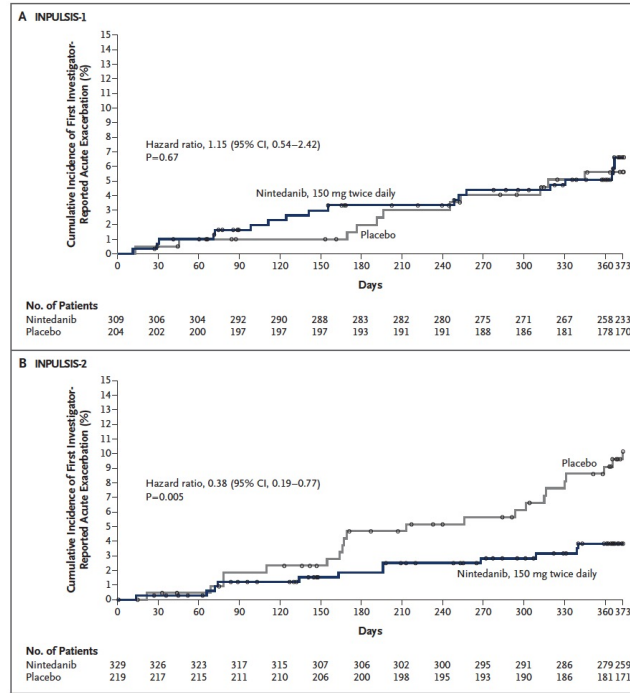 A INPULSIS-1
Cumulative Incidence of First Investigator-
Reported Acute Exacerbation (%)
15
14
13
12
11
10
9
8
7
6
5
4
3
2
1
0
Hazard ratio, 1.15 (95% CI, 0.54–2.42)
P=0.67
Nintedanib, 150 mg twice daily
Placebo
0 30 60 90 120 150 180 210 240 270 300 330 360 373
Days
No. of Patients
Nintedanib 309 306 304 292 290 288 283 282 280 275 271 267 258 233
Placebo 204 202 200 197 197 197 193 191 191 188 186 181 178 170
B INPULSIS-2
Cumulative Incidence of First Investigator-
Reported Acute Exacerbation (%)
15
14
13
12
11
10
9
8
7
6
5
4
3
2
1
0
Hazard ratio, 0.38 (95% CI, 0.19–0.77)
P=0.005
Placebo
Nintedanib, 150 mg twice daily
0 30 60 90 120 150 180 210 240 270 300 330 360 373
Days
No. of Patients
Nintedanib 329 326 323 317 315 307 306 302 300 295 291 286 279 259
Placebo 219 217 215 211 210 206 200 198 195 193 190 186 181 171